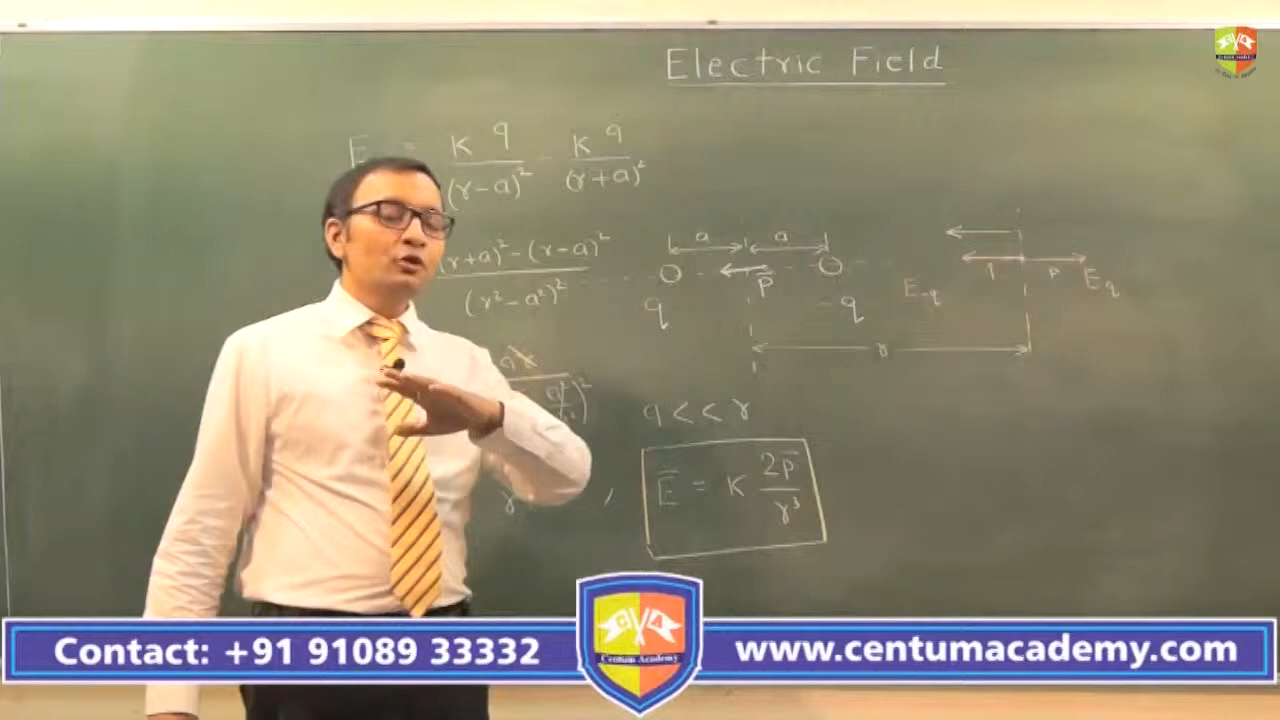 Electric Field
K q / (r-a)² - K q / (r+a)²
(r+a)² - (r-a)² / (r² - a²)²
a a
P̄
q -q
E-q Eq
r
a < < r
Ē = K 2P̄ / r³
Contact: +91 91089 33332
C A
Centum Academy
www.centumacademy.com